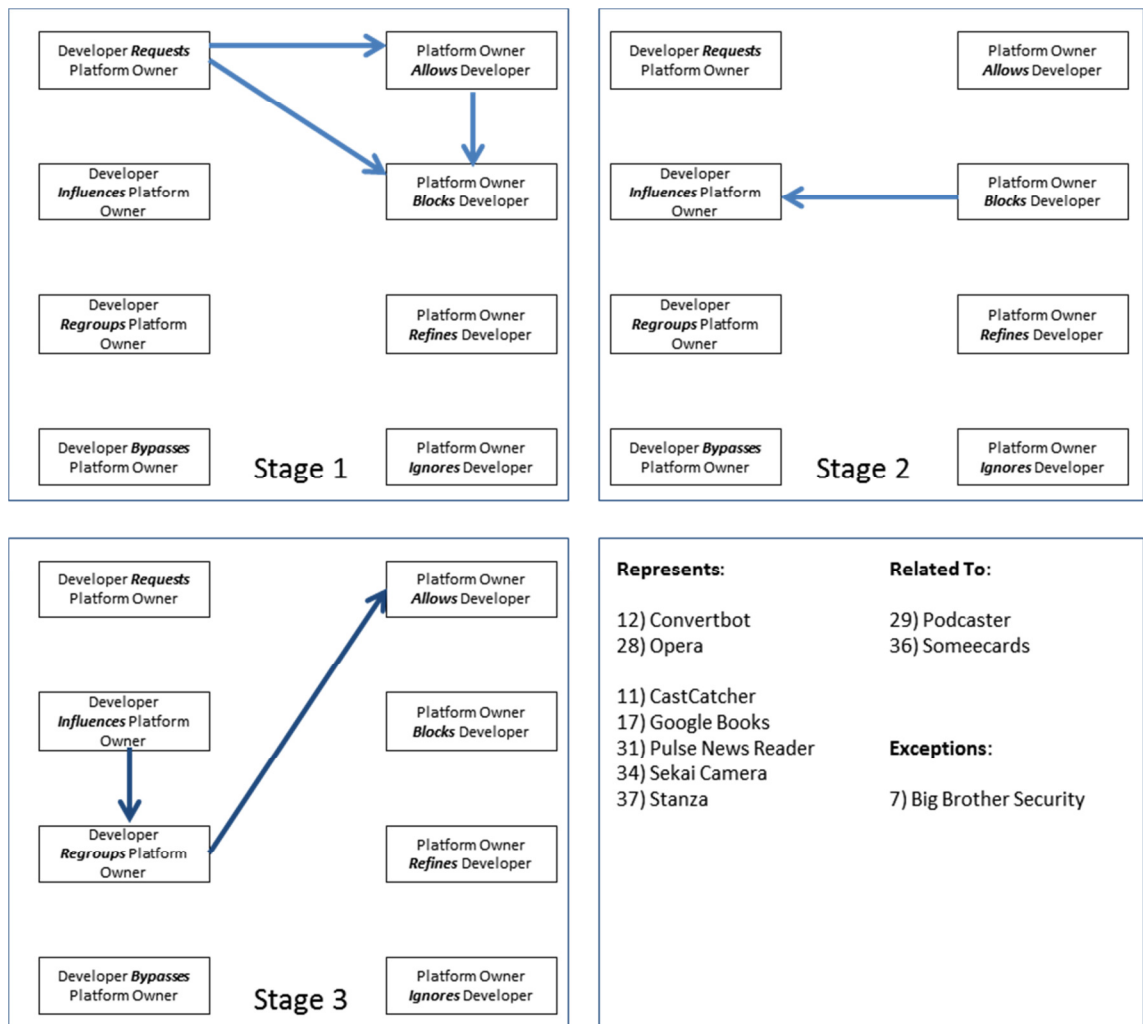 Developer Requests
Platform Owner
Platform Owner
Allows Developer
Developer
Influences Platform
Owner
Platform Owner
Blocks Developer
Developer
Regroups Platform
Owner
Platform Owner
Refines Developer
Developer Bypasses
Platform Owner
Stage 1
Platform Owner
Ignores Developer
Developer Requests
Platform Owner
Platform Owner
Allows Developer
Developer
Influences Platform
Owner
Platform Owner
Blocks Developer
Developer
Regroups Platform
Owner
Platform Owner
Refines Developer
Developer Bypasses
Platform Owner
Stage 2
Platform Owner
Ignores Developer
Developer Requests
Platform Owner
Platform Owner
Allows Developer
Developer
Influences Platform
Owner
Platform Owner
Blocks Developer
Developer
Regroups Platform
Owner
Platform Owner
Refines Developer
Developer Bypasses
Platform Owner
Stage 3
Platform Owner
Ignores Developer
Represents:
12) Convertbot
28) Opera
11) CastCatcher
17) Google Books
31) Pulse News Reader
34) Sekai Camera
37) Stanza
Related To:
29) Podcaster
36) Someecards
Exceptions:
7) Big Brother Security